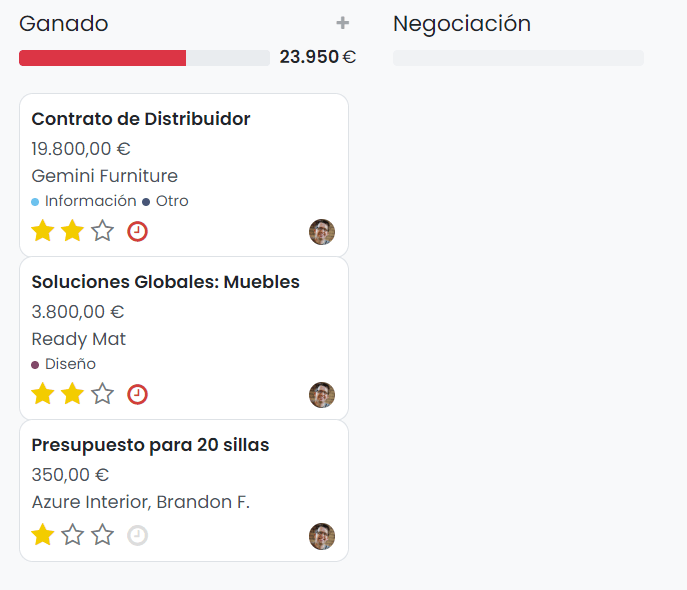 Ganado +
23.950 €
Contrato de Distribuidor
19.800,00 €
Gemini Furniture
Información Otro
Soluciones Globales: Muebles
3.800,00 €
Ready Mat
Diseño
Presupuesto para 20 sillas
350,00 €
Azure Interior, Brandon F.
Negociación